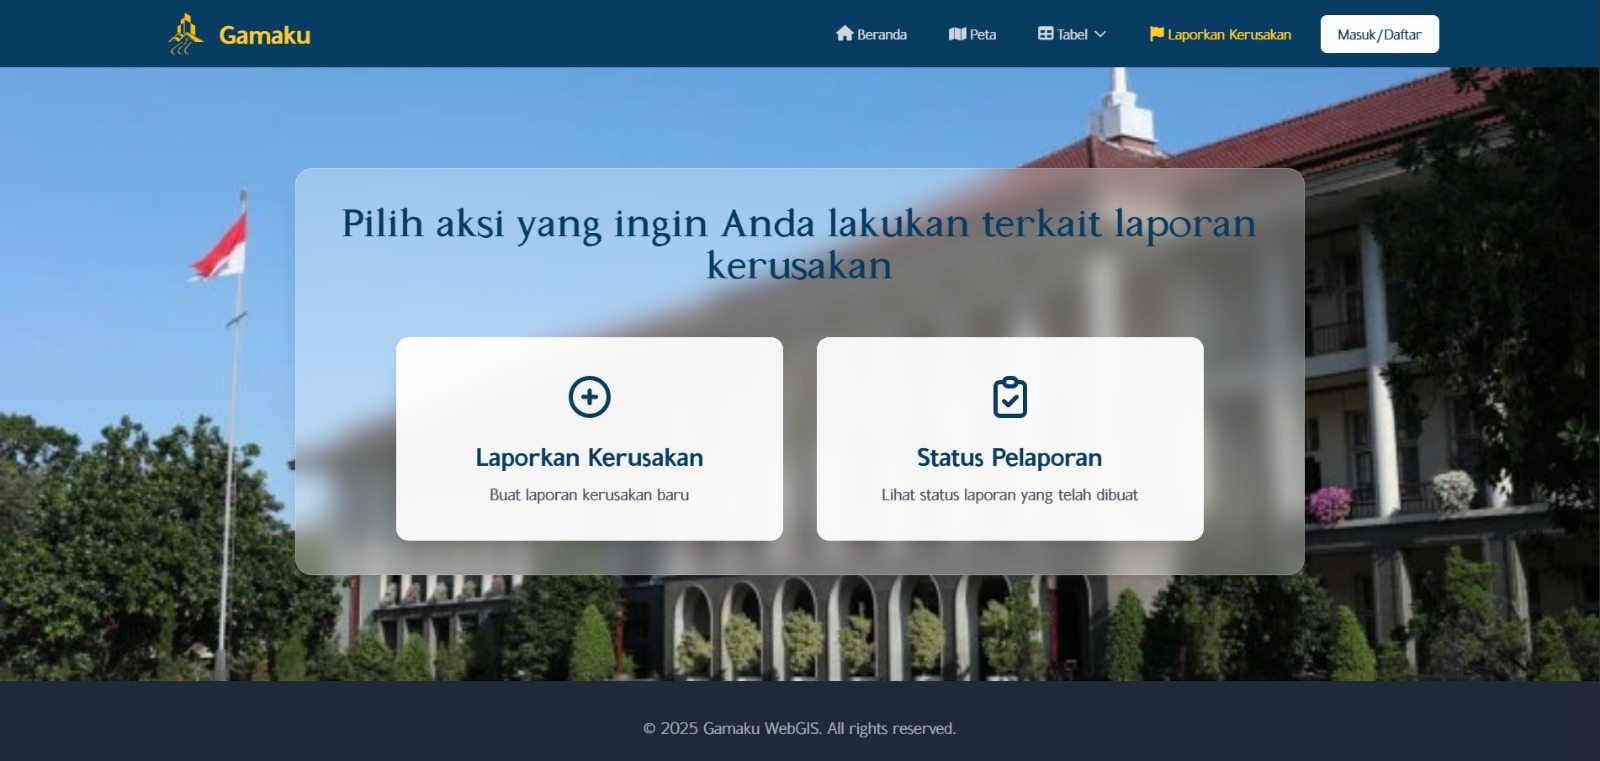 Gamaku
Beranda
Peta
Tabel
Laporkan Kerusakan
Masuk/Daftar
Pilih aksi yang ingin Anda lakukan terkait laporan
kerusakan
Laporkan Kerusakan
Buat laporan kerusakan baru
Status Pelaporan
Lihat status laporan yang telah dibuat
© 2025 Gamaku WebGIS. All rights reserved.